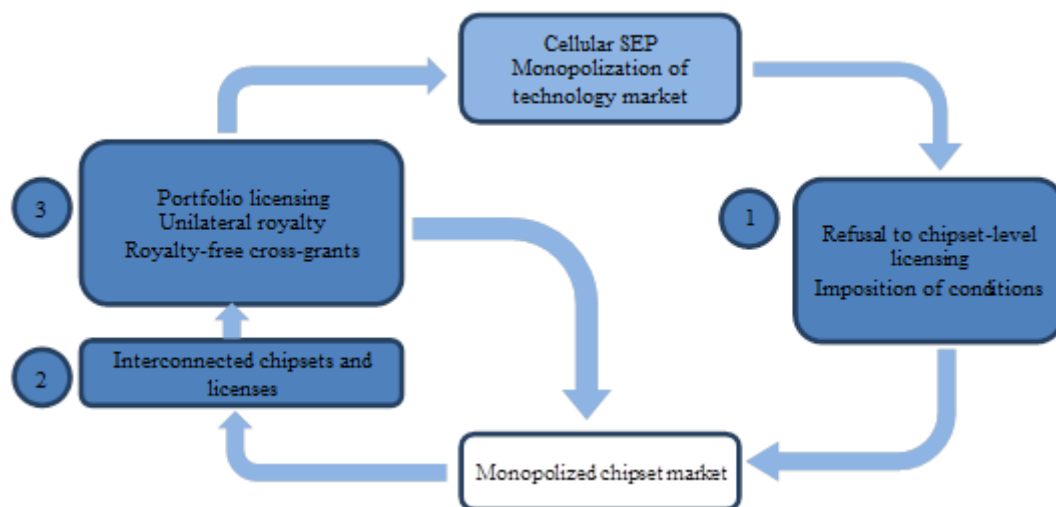 Cellular SEP
Monopolization of
technology market
3
Portfolio licensing
Unilateral royalty
Royalty-free cross-grants
1
Refusal to chipset-level
licensing
Imposition of conditions
2
Interconnected chipsets and
licenses
Monopolized chipset market